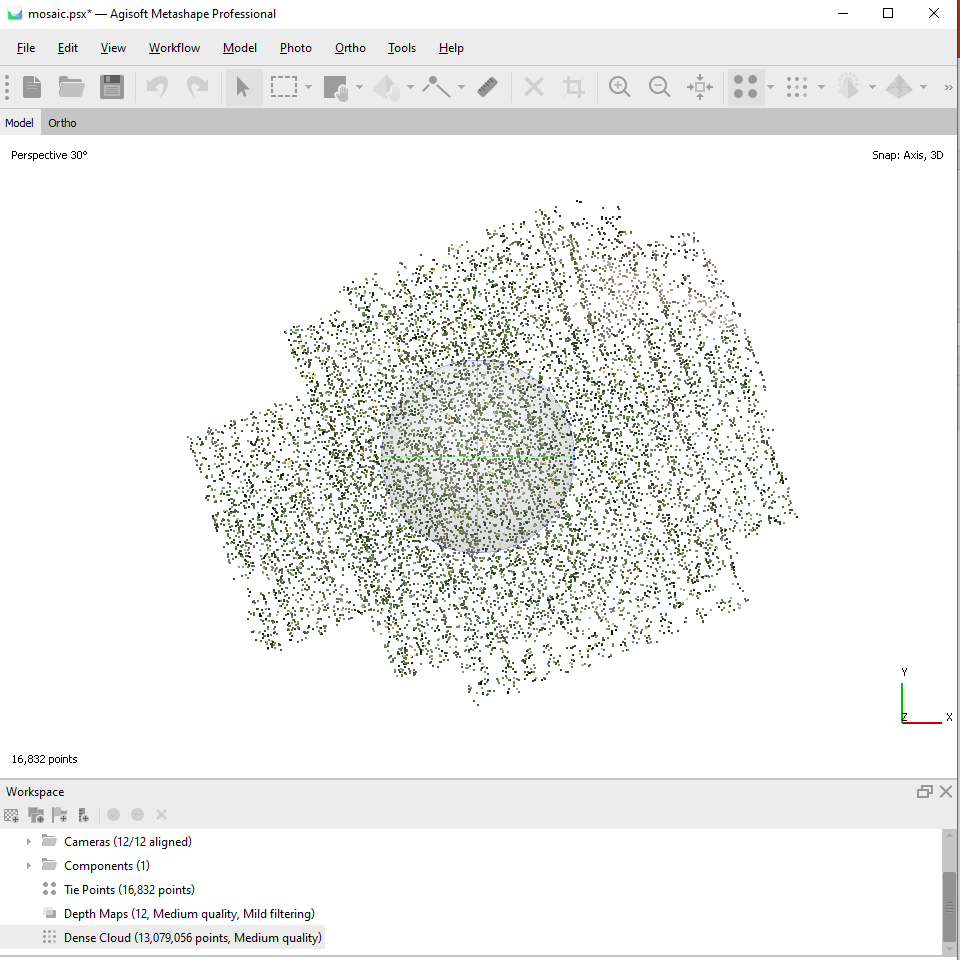 mosaic.psx* — Agisoft Metashape Professional
File Edit View Workflow Model Photo Ortho Tools Help
»
Model Ortho
Perspective 30° Snap: Axis, 3D
Y
Z X
16,832 points
Workspace
Cameras (12/12 aligned)
Components (1)
Tie Points (16,832 points)
Depth Maps (12, Medium quality, Mild filtering)
Dense Cloud (13,079,056 points, Medium quality)